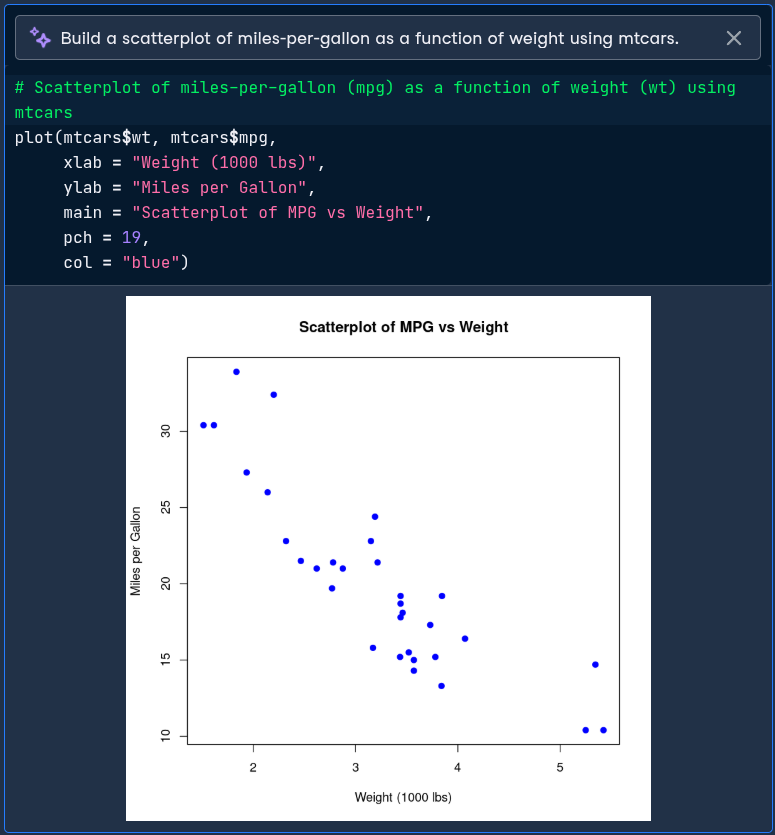 Build a scatterplot of miles-per-gallon as a function of weight using mtcars.
# Scatterplot of miles-per-gallon (mpg) as a function of weight (wt) using
mtcars
plot(mtcars$wt, mtcars$mpg,
     xlab = "Weight (1000 lbs)",
     ylab = "Miles per Gallon",
     main = "Scatterplot of MPG vs Weight",
     pch = 19,
     col = "blue")
Scatterplot of MPG vs Weight
Miles per Gallon
30
25
20
15
10
2 3 4 5
Weight (1000 lbs)